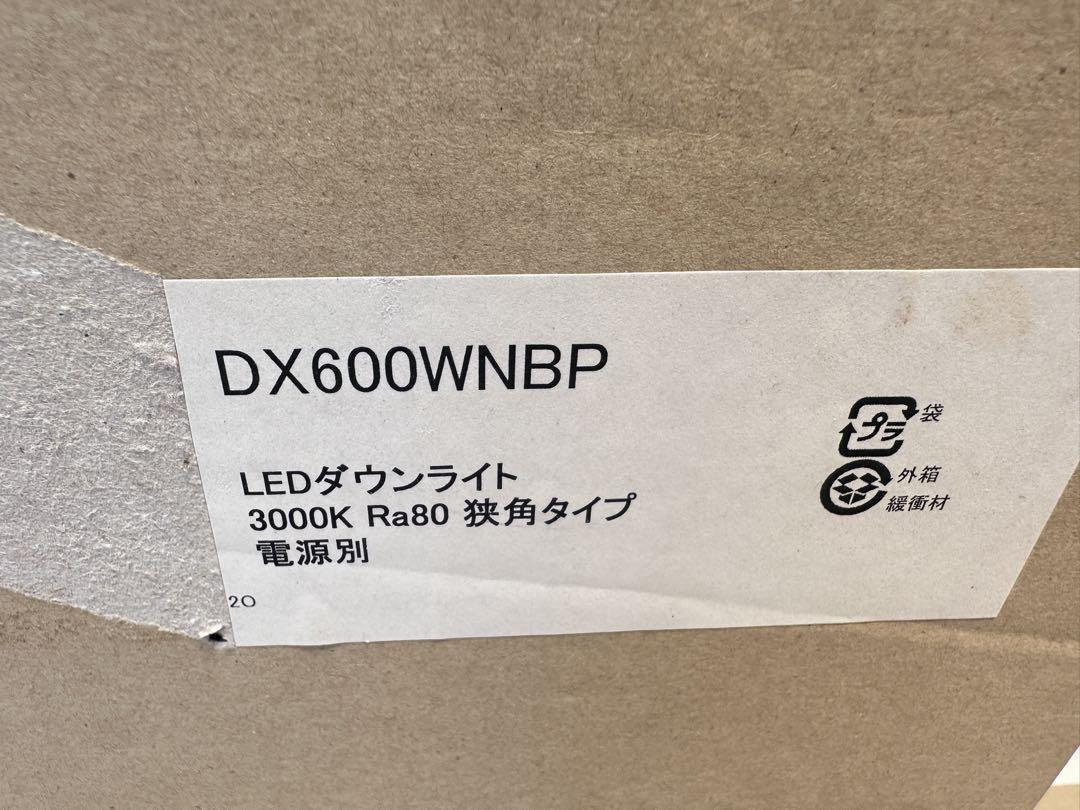 DX600WNBP
LEDダウンライト
3000K Ra80 狭角タイプ
電源別
20
プラ 袋
外箱
緩衝材